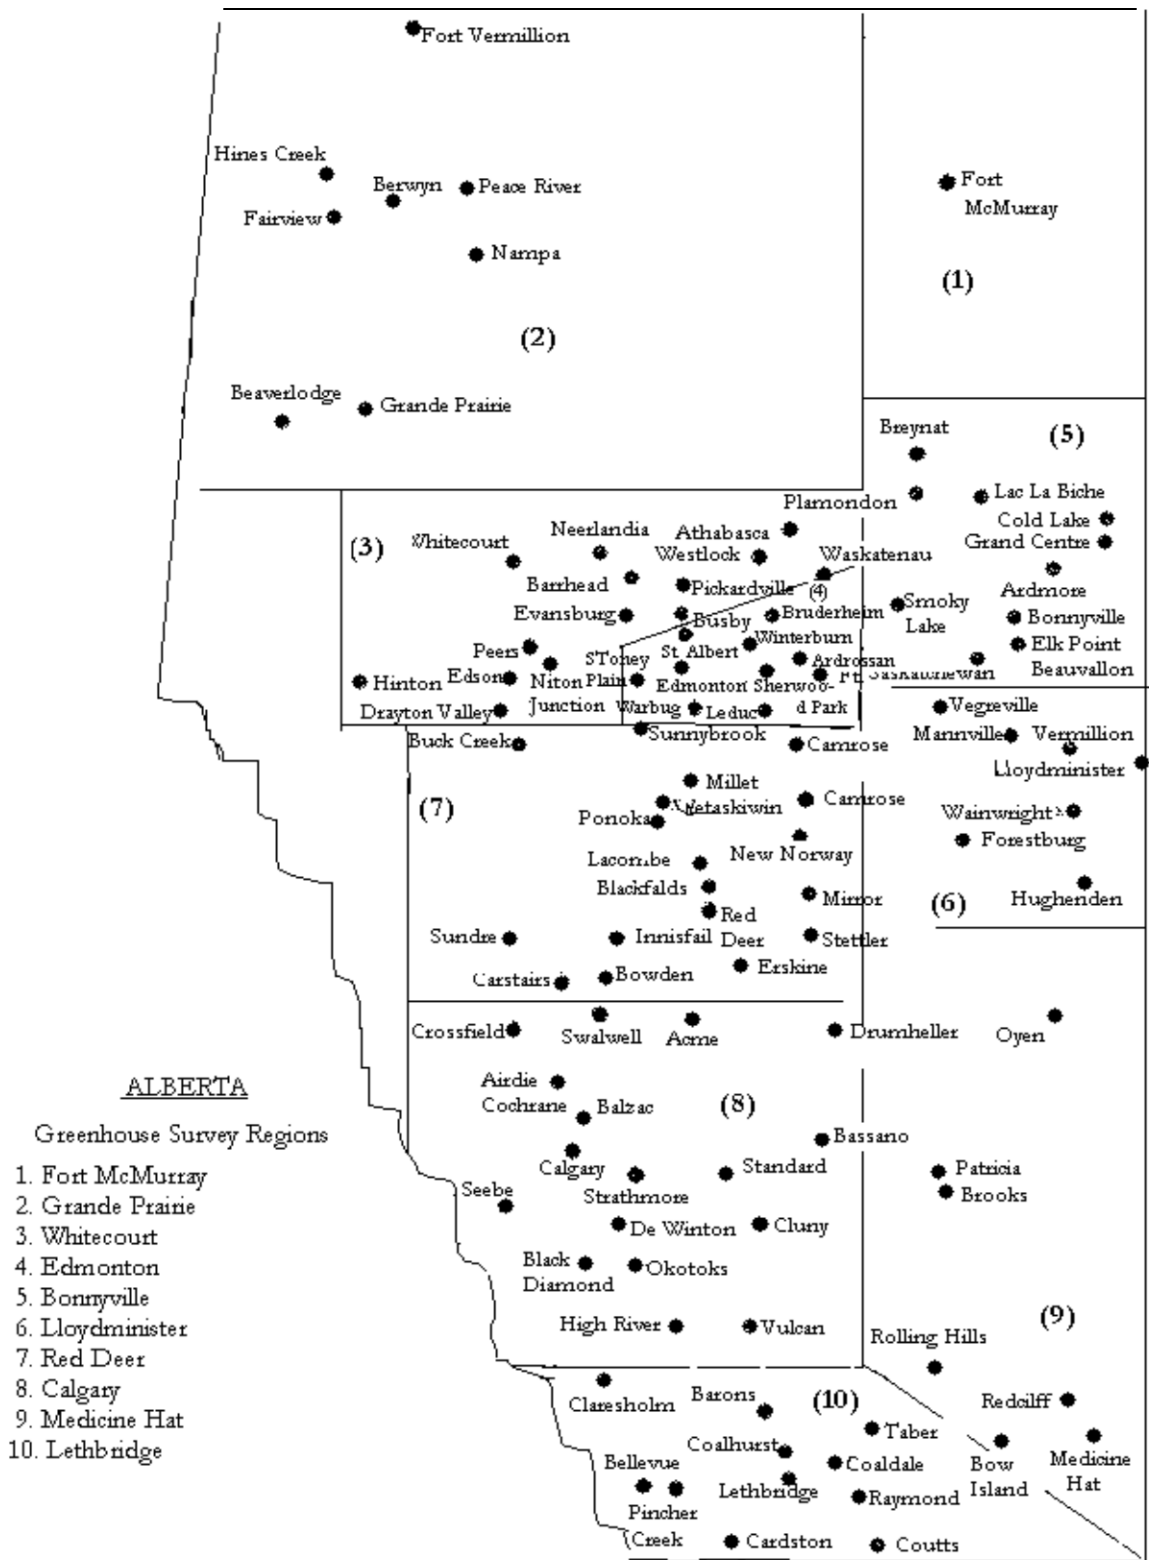 Fort Vermillion
Hines Creek
Berwyn
Peace River
Fort
McMurray
Fairview
Nampa
(1)
(2)
Beaverlodge
Grande Prairie
Breynat
(5)
Plamondon
Lac La Biche
Cold Lake
Grand Centre
(3)
Whitecourt
Neerlandia
Athabasca
Westlock
Waskatenau
Barrhead
Pickardville
(4)
Ardmore
Evansburg
Busby
Bruderheim
Smoky
Lake
Bonnyville
Peers
SToney
Plain
St. Albert
Winterburn
Ardrossan
Elk Point
Beauvallon
Hinton
Edson
Niton
Junction
Edmonton
Sherwoo-
d Park
Ft. Saskatchewan
Drayton Valley
Warbug
Leduc
Vegreville
Buck Creek
Sunnybrook
Camrose
Mannville
Vermillion
Lloydminister
(7)
Millet
Wetaskiwin
Camrose
Ponoka
Wainwright
Forestburg
Lacombe
New Norway
Blackfalds
Mirror
(6)
Hughenden
Red
Deer
Sundre
Innisfail
Stettler
Carstairs
Bowden
Erskine
Crossfield
Swalwell
Acme
Drumheller
Oyen
Airdie
Cochrane
Balzac
(8)
Bassano
Calgary
Strathmore
Standard
Patricia
Brooks
Seebe
De Winton
Cluny
Black
Diamond
Okotoks
High River
Vulcan
(9)
Rolling Hills
Claresholm
Barons
(10)
Redcilff
Taber
Coalhurst
Coaldale
Bow
Island
Medicine
Hat
Bellevue
Pincher
Creek
Lethbridge
Raymond
Cardston
Coutts
ALBERTA
Greenhouse Survey Regions
1. Fort McMurray
2. Grande Prairie
3. Whitecourt
4. Edmonton
5. Bonnyville
6. Lloydminister
7. Red Deer
8. Calgary
9. Medicine Hat
10. Lethbridge